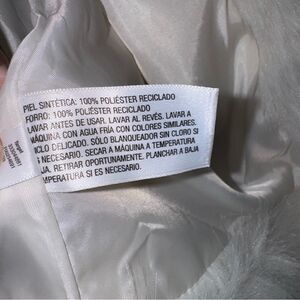 PIEL SINTÉTICA: 100% POLIÉSTER RECICLADO
FORRO: 100% POLIÉSTER RECICLADO
LAVAR ANTES DE USAR. LAVAR AL REVÉS. LAVAR A
MÁQUINA CON AGUA FRÍA CON COLORES SIMILARES.
CICLO DELICADO. SÓLO BLANQUEADOR SIN CLORO SI
ES NECESARIO. SECAR A MÁQUINA A TEMPERATURA
BAJA. RETIRAR OPORTUNAMENTE. PLANCHAR A BAJA
TEMPERATURA SI ES NECESARIO.